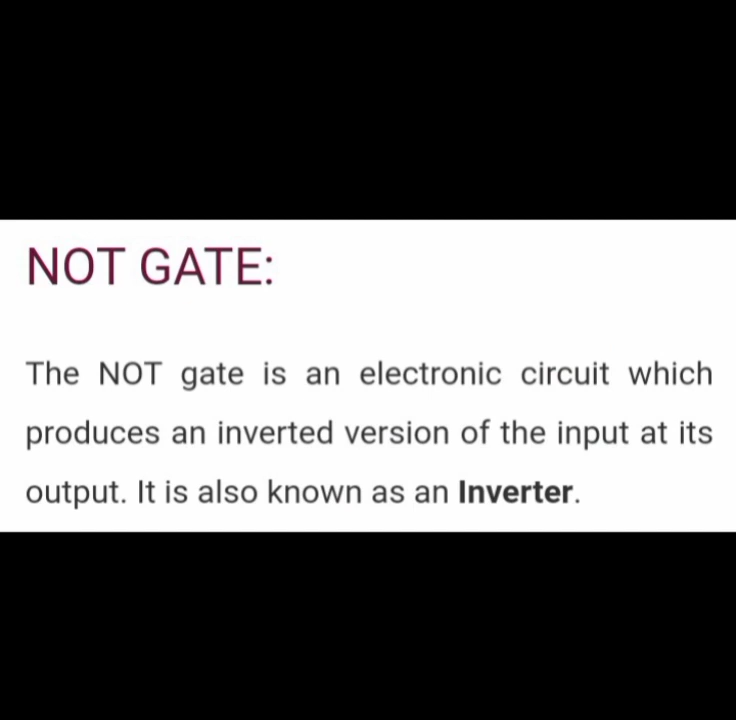 NOT GATE:
The NOT gate is an electronic circuit which
produces an inverted version of the input at its
output. It is also known as an Inverter.